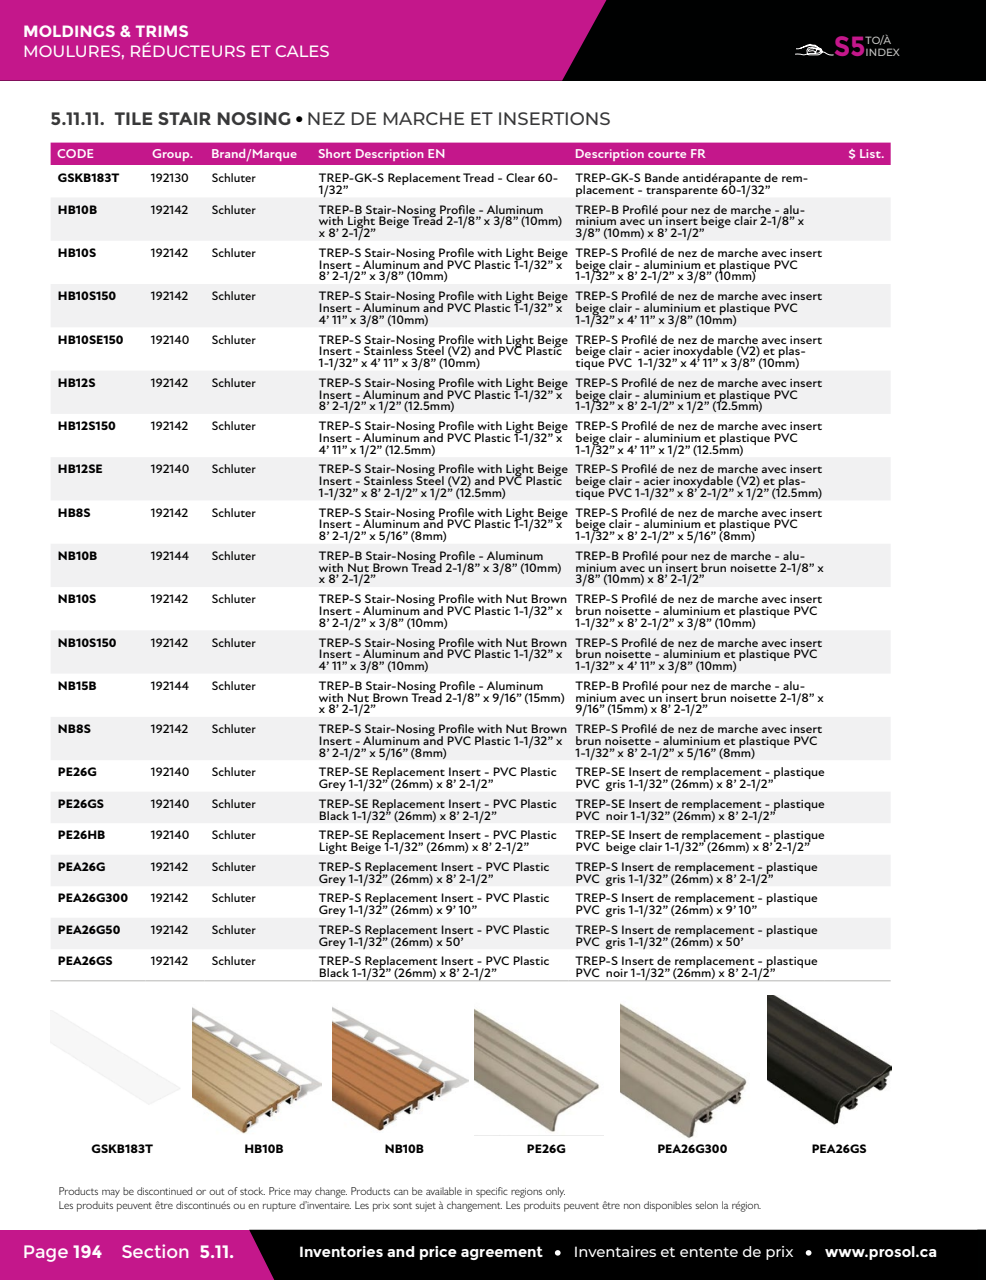 MOLDINGS & TRIMS
MOULURES, RÉDUCTEURS ET CALES
S5 TO/À
INDEX
5.11.11. TILE STAIR NOSING • NEZ DE MARCHE ET INSERTIONS
CODE Group. Brand/Marque Short Description EN Description courte FR $ List.
GSKB183T 192130 Schluter TREP-GK-S Replacement Tread - Clear 60- TREP-GK-S Bande antidérapante de rem-
1/32” placement - transparente 60-1/32”
HB10B 192142 Schluter TREP-B Stair-Nosing Profile - Aluminum TREP-B Profilé pour nez de marche - alu-
with Light Beige Tread 2-1/8” x 3/8” (10mm) minium avec un insert beige clair 2-1/8” x
x 8’ 2-1/2” 3/8” (10mm) x 8’ 2-1/2”
HB10S 192142 Schluter TREP-S Stair-Nosing Profile with Light Beige TREP-S Profilé de nez de marche avec insert
Insert - Aluminum and PVC Plastic 1-1/32” x beige clair - aluminium et plastique PVC
8’ 2-1/2” x 3/8” (10mm) 1-1/32” x 8’ 2-1/2” x 3/8” (10mm)
HB10S150 192142 Schluter TREP-S Stair-Nosing Profile with Light Beige TREP-S Profilé de nez de marche avec insert
Insert - Aluminum and PVC Plastic 1-1/32” x beige clair - aluminium et plastique PVC
4’ 11” x 3/8” (10mm) 1-1/32” x 4’ 11” x 3/8” (10mm)
HB10SE150 192140 Schluter TREP-S Stair-Nosing Profile with Light Beige TREP-S Profilé de nez de marche avec insert
Insert - Stainless Steel (V2) and PVC Plastic beige clair - acier inoxydable (V2) et plas-
1-1/32” x 4’ 11” x 3/8” (10mm) tique PVC 1-1/32” x 4’ 11” x 3/8” (10mm)
HB12S 192142 Schluter TREP-S Stair-Nosing Profile with Light Beige TREP-S Profilé de nez de marche avec insert
Insert - Aluminum and PVC Plastic 1-1/32” x beige clair - aluminium et plastique PVC
8’ 2-1/2” x 1/2” (12.5mm) 1-1/32” x 8’ 2-1/2” x 1/2” (12.5mm)
HB12S150 192142 Schluter TREP-S Stair-Nosing Profile with Light Beige TREP-S Profilé de nez de marche avec insert
Insert - Aluminum and PVC Plastic 1-1/32” x beige clair - aluminium et plastique PVC
4’ 11” x 1/2” (12.5mm) 1-1/32” x 4’ 11” x 1/2” (12.5mm)
HB12SE 192140 Schluter TREP-S Stair-Nosing Profile with Light Beige TREP-S Profilé de nez de marche avec insert
Insert - Stainless Steel (V2) and PVC Plastic beige clair - acier inoxydable (V2) et plas-
1-1/32” x 8’ 2-1/2” x 1/2” (12.5mm) tique PVC 1-1/32” x 8’ 2-1/2” x 1/2” (12.5mm)
HB8S 192142 Schluter TREP-S Stair-Nosing Profile with Light Beige TREP-S Profilé de nez de marche avec insert
Insert - Aluminum and PVC Plastic 1-1/32” x beige clair - aluminium et plastique PVC
8’ 2-1/2” x 5/16” (8mm) 1-1/32” x 8’ 2-1/2” x 5/16” (8mm)
NB10B 192144 Schluter TREP-B Stair-Nosing Profile - Aluminum TREP-B Profilé pour nez de marche - alu-
with Nut Brown Tread 2-1/8” x 3/8” (10mm) minium avec un insert brun noisette 2-1/8” x
x 8’ 2-1/2” 3/8” (10mm) x 8’ 2-1/2”
NB10S 192142 Schluter TREP-S Stair-Nosing Profile with Nut Brown TREP-S Profilé de nez de marche avec insert
Insert - Aluminum and PVC Plastic 1-1/32” x brun noisette - aluminium et plastique PVC
8’ 2-1/2” x 3/8” (10mm) 1-1/32” x 8’ 2-1/2” x 3/8” (10mm)
NB10S150 192142 Schluter TREP-S Stair-Nosing Profile with Nut Brown TREP-S Profilé de nez de marche avec insert
Insert - Aluminum and PVC Plastic 1-1/32” x brun noisette - aluminium et plastique PVC
4’ 11” x 3/8” (10mm) 1-1/32” x 4’ 11” x 3/8” (10mm)
NB15B 192144 Schluter TREP-B Stair-Nosing Profile - Aluminum TREP-B Profilé pour nez de marche - alu-
with Nut Brown Tread 2-1/8” x 9/16” (15mm) minium avec un insert brun noisette 2-1/8” x
x 8’ 2-1/2” 9/16” (15mm) x 8’ 2-1/2”
NB8S 192142 Schluter TREP-S Stair-Nosing Profile with Nut Brown TREP-S Profilé de nez de marche avec insert
Insert - Aluminum and PVC Plastic 1-1/32” x brun noisette - aluminium et plastique PVC
8’ 2-1/2” x 5/16” (8mm) 1-1/32” x 8’ 2-1/2” x 5/16” (8mm)
PE26G 192140 Schluter TREP-SE Replacement Insert - PVC Plastic TREP-SE Insert de remplacement - plastique
Grey 1-1/32” (26mm) x 8’ 2-1/2” PVC gris 1-1/32” (26mm) x 8’ 2-1/2”
PE26GS 192140 Schluter TREP-SE Replacement Insert - PVC Plastic TREP-SE Insert de remplacement - plastique
Black 1-1/32” (26mm) x 8’ 2-1/2” PVC noir 1-1/32” (26mm) x 8’ 2-1/2”
PE26HB 192140 Schluter TREP-SE Replacement Insert - PVC Plastic TREP-SE Insert de remplacement - plastique
Light Beige 1-1/32” (26mm) x 8’ 2-1/2” PVC beige clair 1-1/32” (26mm) x 8’ 2-1/2”
PEA26G 192142 Schluter TREP-S Replacement Insert - PVC Plastic TREP-S Insert de remplacement - plastique
Grey 1-1/32” (26mm) x 8’ 2-1/2” PVC gris 1-1/32” (26mm) x 8’ 2-1/2”
PEA26G300 192142 Schluter TREP-S Replacement Insert - PVC Plastic TREP-S Insert de remplacement - plastique
Grey 1-1/32” (26mm) x 9’ 10” PVC gris 1-1/32” (26mm) x 9’ 10”
PEA26G50 192142 Schluter TREP-S Replacement Insert - PVC Plastic TREP-S Insert de remplacement - plastique
Grey 1-1/32” (26mm) x 50’ PVC gris 1-1/32” (26mm) x 50’
PEA26GS 192142 Schluter TREP-S Replacement Insert - PVC Plastic TREP-S Insert de remplacement - plastique
Black 1-1/32” (26mm) x 8’ 2-1/2” PVC noir 1-1/32” (26mm) x 8’ 2-1/2”
GSKB183T HB10B NB10B PE26G PEA26G300 PEA26GS
Products may be discontinued or out of stock. Price may change. Products can be available in specific regions only.
Les produits peuvent être discontinués ou en rupture d’inventaire. Les prix sont sujet à changement. Les produits peuvent être non disponibles selon la région.
Page 194 Section 5.11. Inventories and price agreement • Inventaires et entente de prix • www.prosol.ca